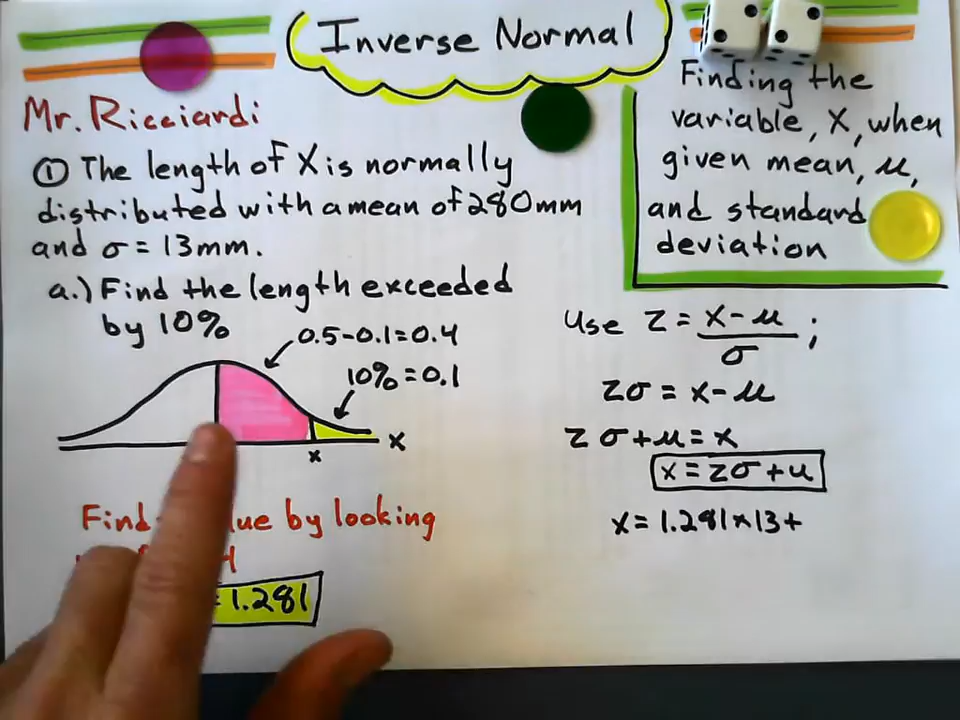 Inverse Normal
Mr. Ricciardi
① The length of X is normally
distributed with a mean of 280mm
and σ = 13mm.
a.) Find the length exceeded
by 10%
0.5-0.1=0.4
10%=0.1
x
x
Find
by looking
= 1.281
Finding the
variable, X, when
given mean, μ,
and standard
deviation
Use Z = x-μ/σ ;
zσ = x-μ
zσ+μ=x
x=zσ+μ
x=1.281×13+